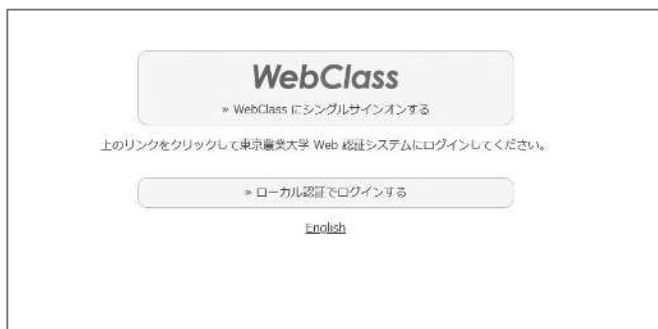 WebClass
» WebClass にシングルサインオンする
上のリンクをクリックして東京農業大学 Web 認証システムにログインしてください。
» ローカル認証でログインする
English